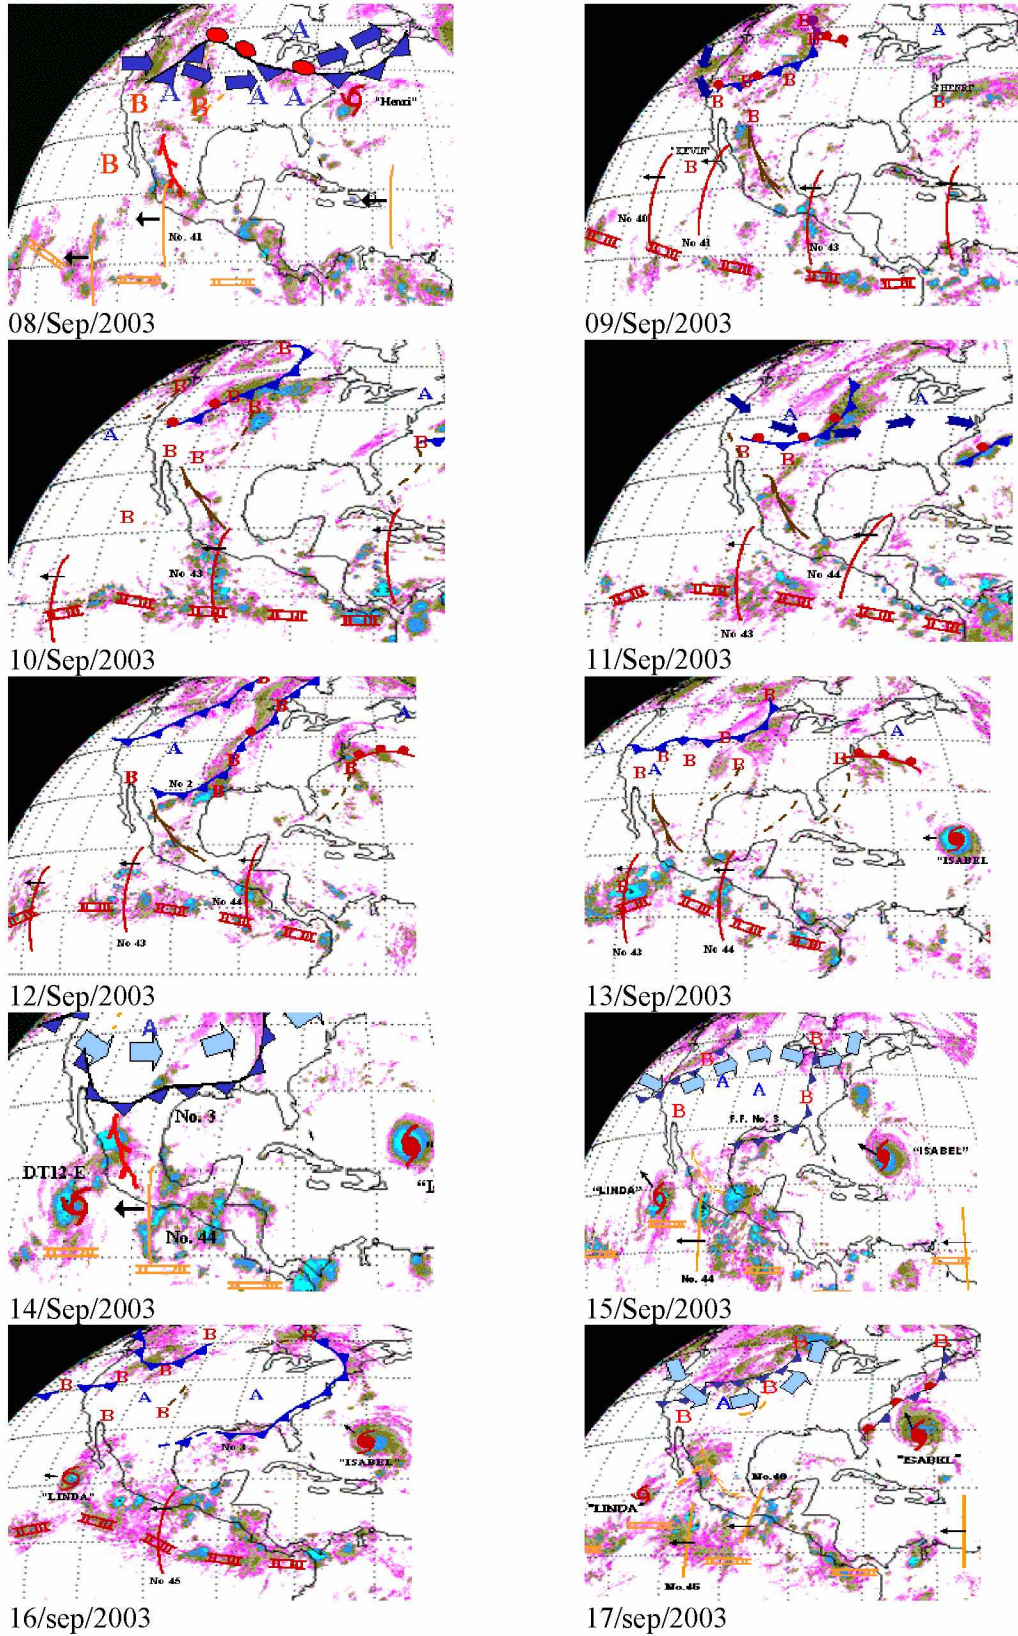 A
A
A
A
B
B
B
"Henri"
No. 41
08/Sep/2003
B
B
A
B
B
B
B
B
B
"HENRI"
"KEVIN"
B
No 40
No 41
No 43
09/Sep/2003
B
B
B
B
A
A
B
B
B
B
No 43
10/Sep/2003
A
A
B
B
No 44
No 43
11/Sep/2003
B
B
A
A
B
B
B
No 2
No 44
No 43
12/Sep/2003
B
A
B
B
B
A
B
A
B
B
"ISABEL
B
No 43
No 44
13/Sep/2003
A
No. 3
DT12-E
No. 44
14/Sep/2003
B
B
A
A
B
B
F.F. No. 3
"ISABEL"
"LINDA"
No. 44
15/Sep/2003
B
B
B
B
B
A
A
B
B
No 3
"ISABEL"
"LINDA"
No 45
16/sep/2003
B
B
B
A
B
"ISABEL"
No.46
"LINDA"
No.45
17/sep/2003